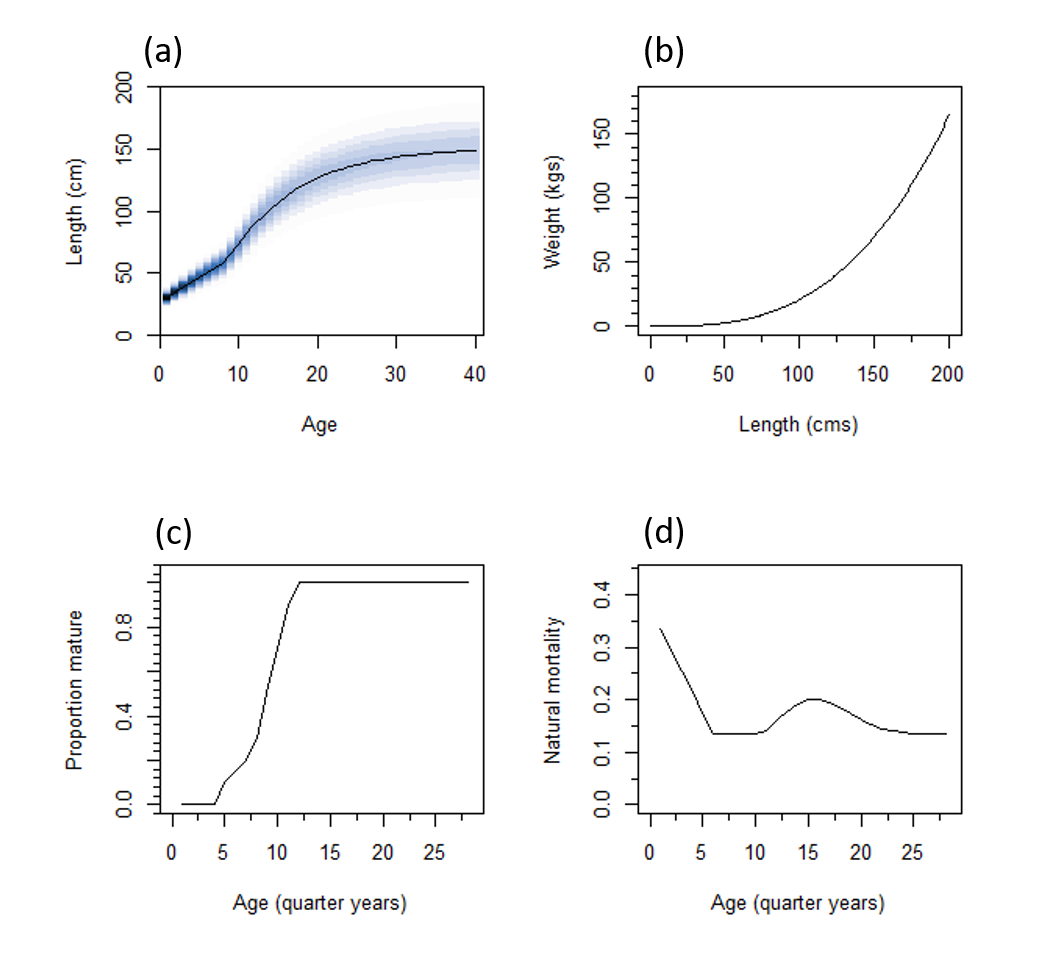 (a)
Length (cm)
0 50 100 150 200
0 10 20 30 40
Age
(b)
Weight (kgs)
0 50 100 150
0 50 100 150 200
Length (cms)
(c)
Proportion mature
0.0 0.4 0.8
0 5 10 15 20 25
Age (quarter years)
(d)
Natural mortality
0.0 0.1 0.2 0.3 0.4
0 5 10 15 20 25
Age (quarter years)